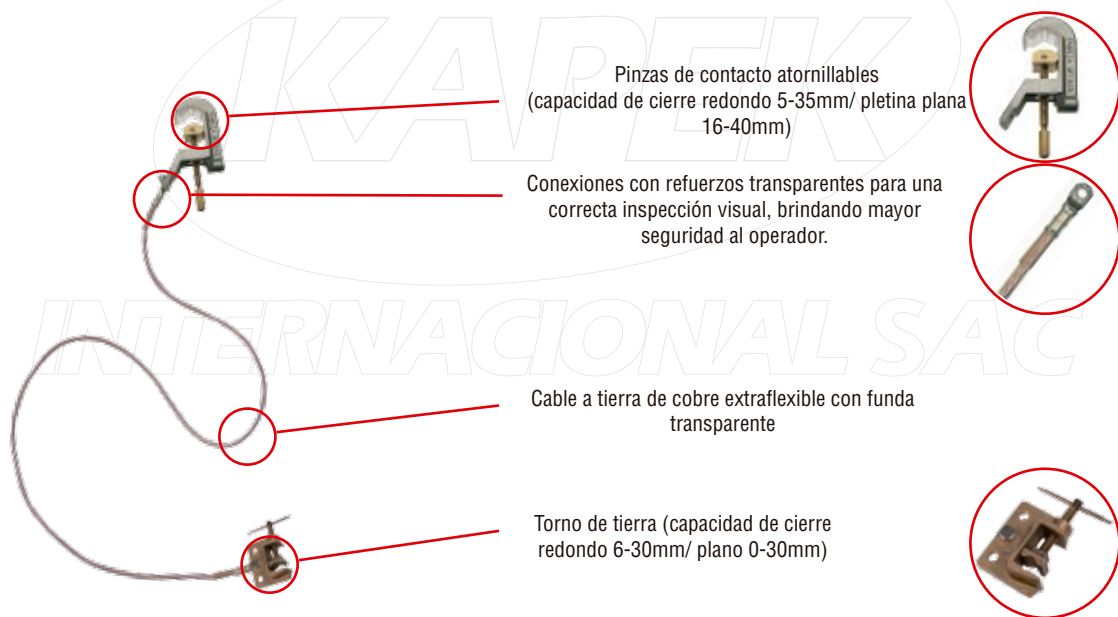 KAPEK
INTERNACIONAL SAC
Pinzas de contacto atornillables
(capacidad de cierre redondo 5-35mm/ pletina plana
16-40mm)
Conexiones con refuerzos transparentes para una
correcta inspección visual, brindando mayor
seguridad al operador.
Cable a tierra de cobre extraflexible con funda
transparente
Torno de tierra (capacidad de cierre
redondo 6-30mm/ plano 0-30mm)